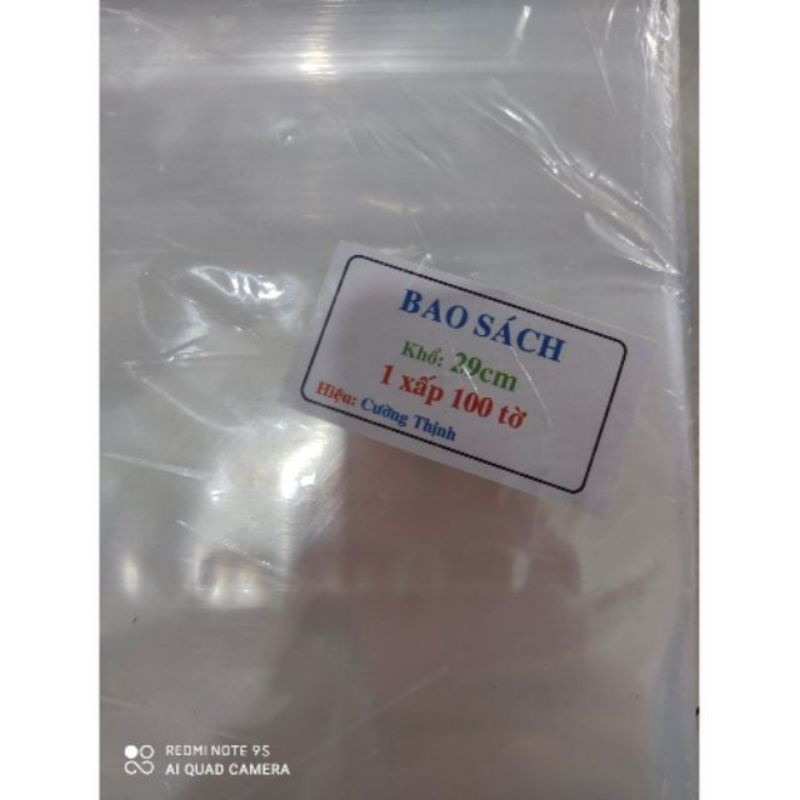 BAO SÁCH
Khổ: 29cm
1 xấp 100 tờ
Hiệu: Cường Thịnh
REDMI NOTE 9S
AI QUAD CAMERA